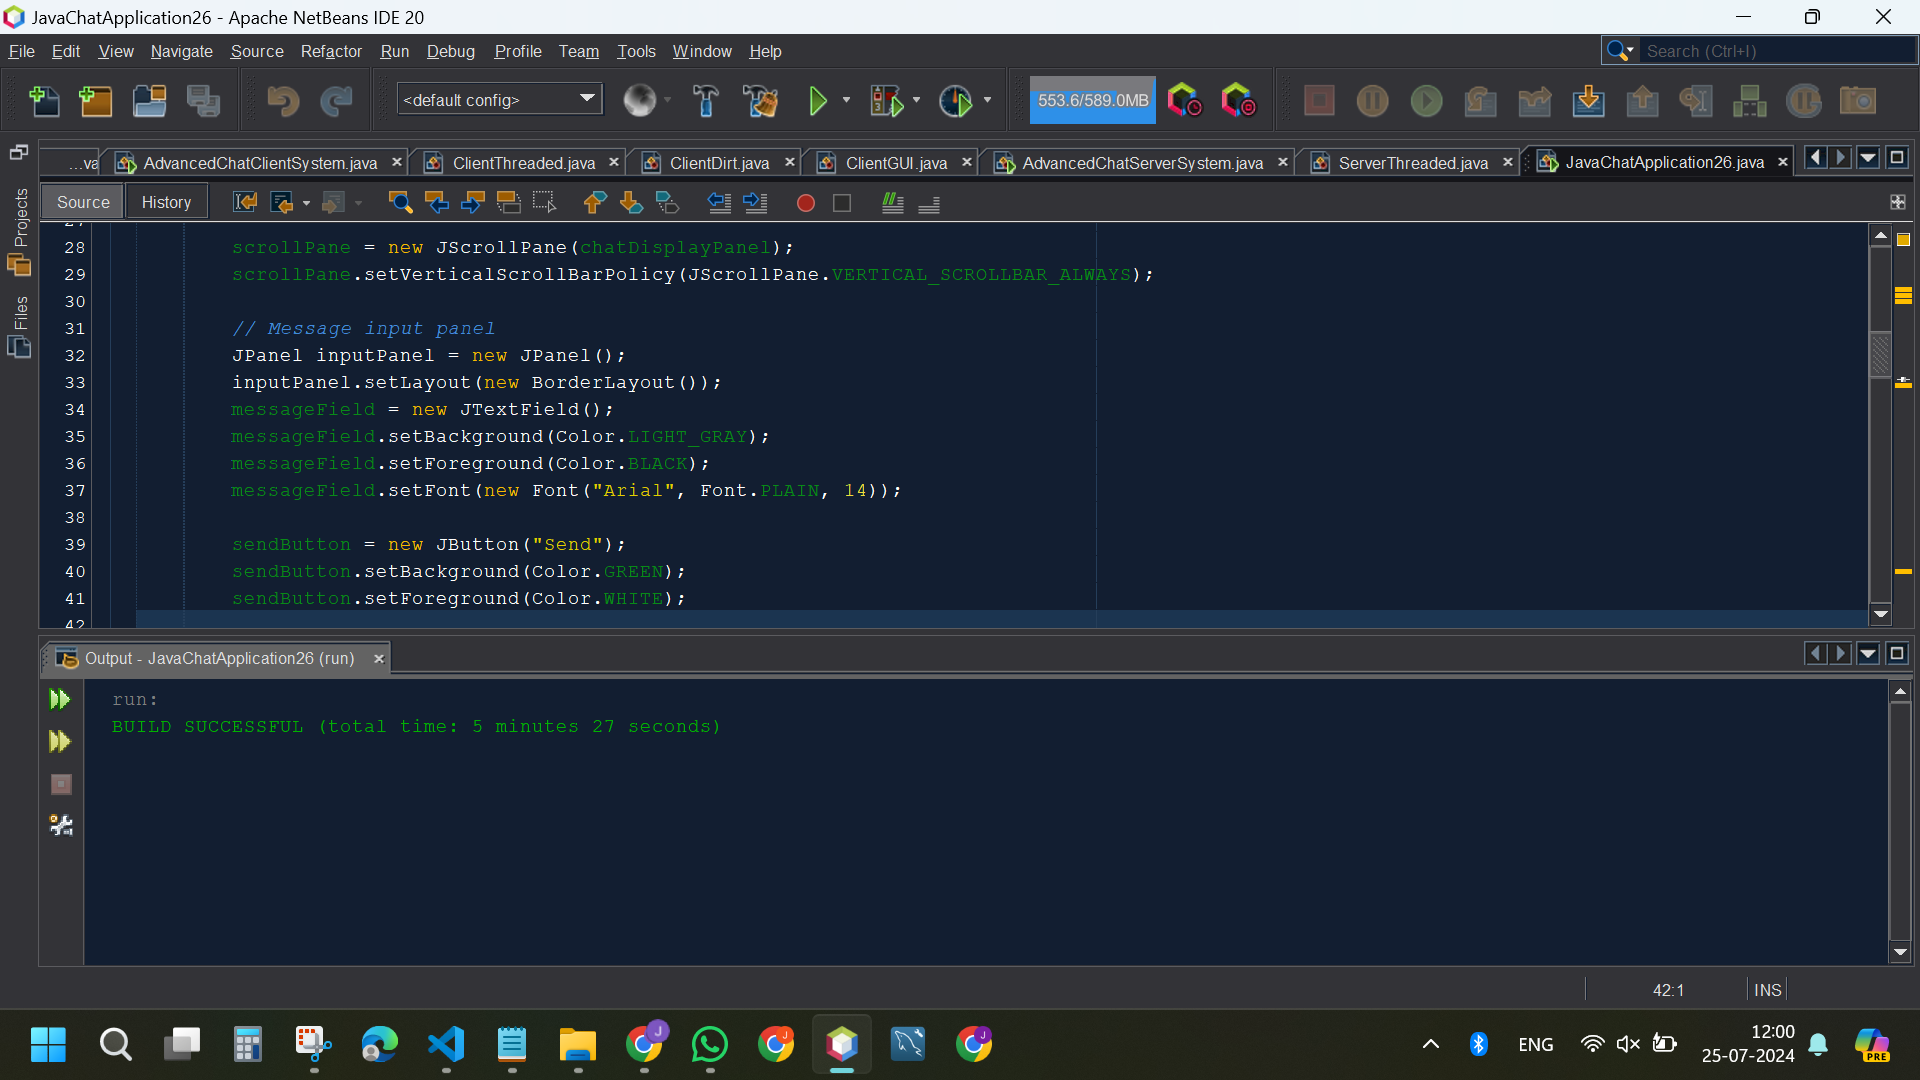 JavaChatApplication26 - Apache NetBeans IDE 20
File Edit View Navigate Source Refactor Run Debug Profile Team Tools Window Help
Search (Ctrl+I)
<default config>
553.6/589.0MB
...va AdvancedChatClientSystem.java ClientThreaded.java ClientDirt.java ClientGUI.java AdvancedChatServerSystem.java ServerThreaded.java JavaChatApplication26.java
Projects
Files
Source History
28 scrollPane = new JScrollPane(chatDisplayPanel);
29 scrollPane.setVerticalScrollBarPolicy(JScrollPane.VERTICAL_SCROLLBAR_ALWAYS);
30
31 // Message input panel
32 JPanel inputPanel = new JPanel();
33 inputPanel.setLayout(new BorderLayout());
34 messageField = new JTextField();
35 messageField.setBackground(Color.LIGHT_GRAY);
36 messageField.setForeground(Color.BLACK);
37 messageField.setFont(new Font("Arial", Font.PLAIN, 14));
38
39 sendButton = new JButton("Send");
40 sendButton.setBackground(Color.GREEN);
41 sendButton.setForeground(Color.WHITE);
42
Output - JavaChatApplication26 (run)
run:
BUILD SUCCESSFUL (total time: 5 minutes 27 seconds)
42:1 INS
J
J
J
ENG
12:00
25-07-2024
PRE